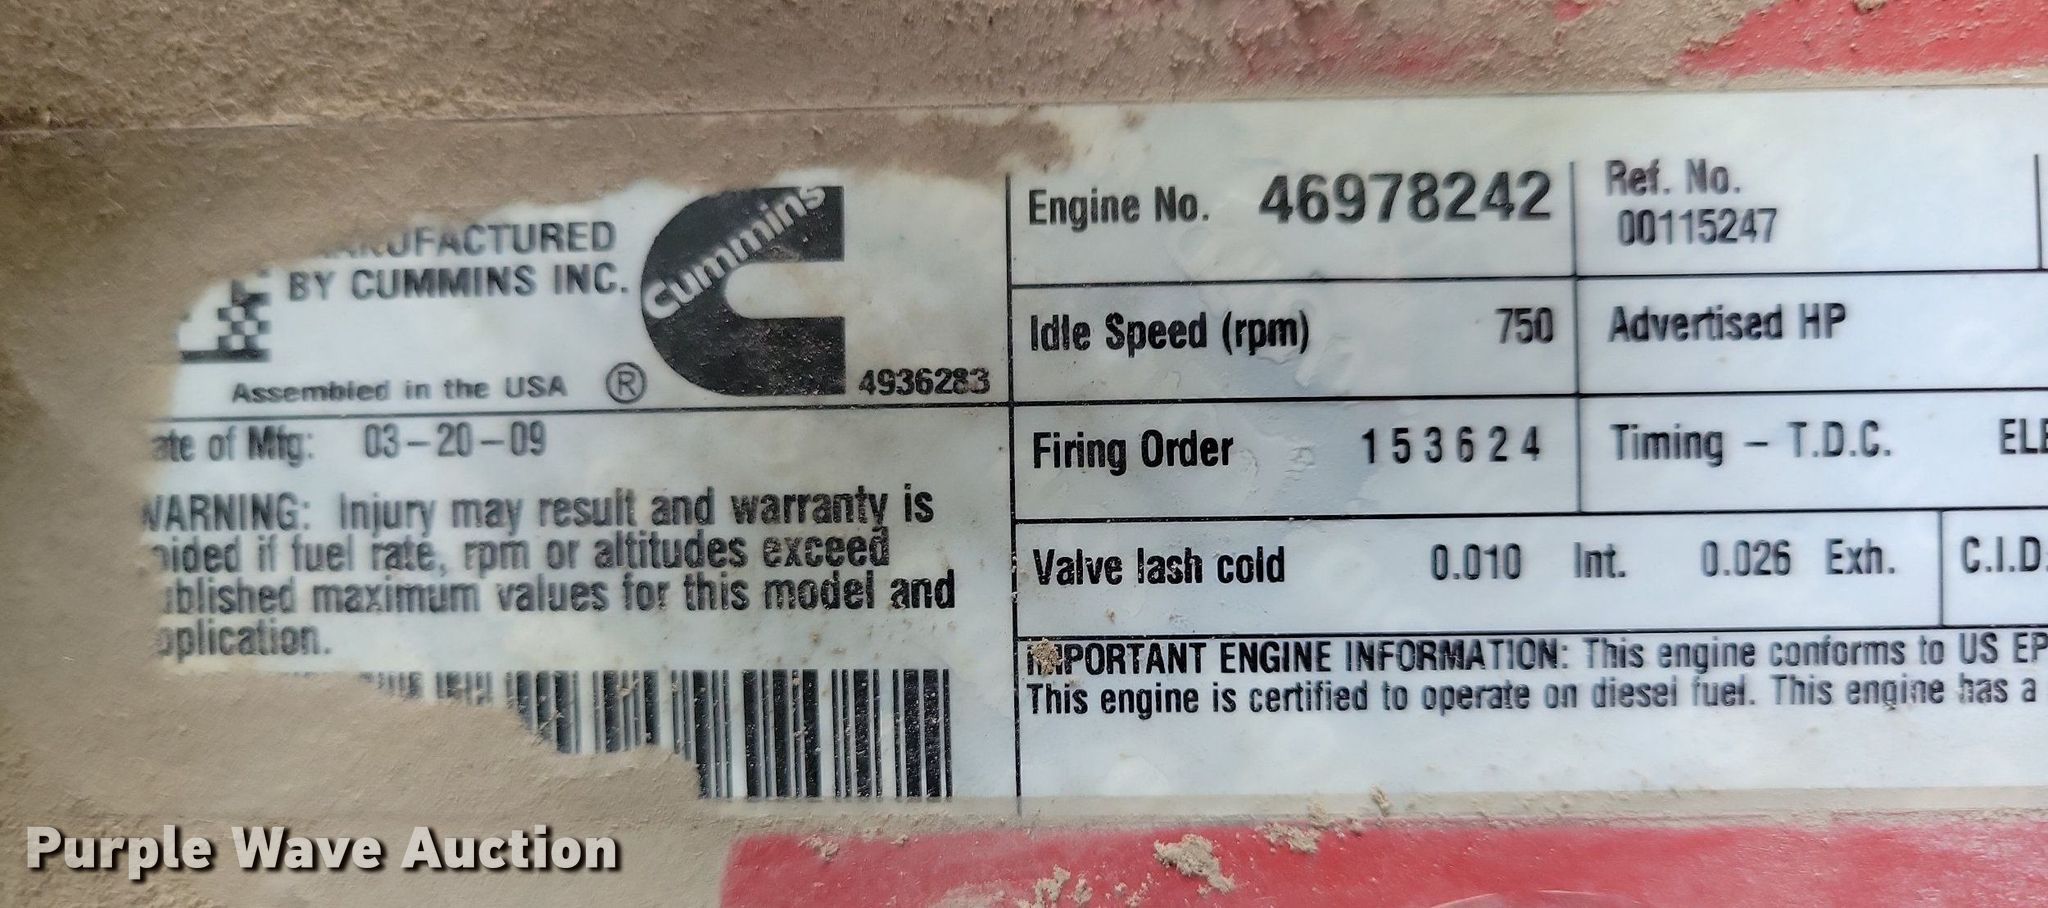 MANUFACTURED
BY CUMMINS INC.
Cummins
Assembled in the USA ®
4936283
Date of Mfg: 03-20-09
WARNING: Injury may result and warranty is
if fuel rate, rpm or altitudes exceed
maximum values for this model and
application.
Engine No. 46978242
Ref. No.
00115247
Idle Speed (rpm) 750
Advertised HP
Firing Order 1 5 3 6 2 4
Timing - T.D.C. ELE
Valve lash cold 0.010 Int. 0.026 Exh.
C.I.D.
IMPORTANT ENGINE INFORMATION: This engine conforms to US EP
This engine is certified to operate on diesel fuel. This engine has a
Purple Wave Auction